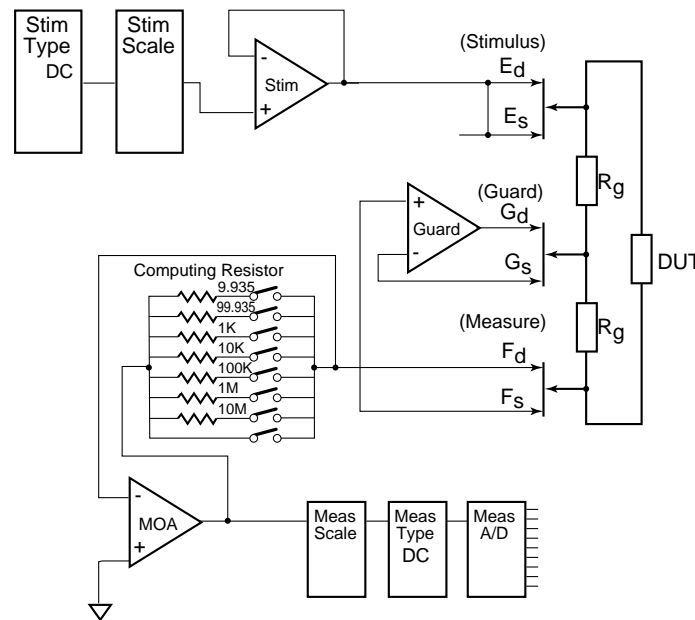 Stim
Type
DC
Stim
Scale
-
+
Stim
(Stimulus)
Ed
Es
Rg
(Guard)
+
-
Guard
Gd
Gs
DUT
Computing Resistor
9.935
99.935
1K
10K
100K
1M
10M
(Measure)
Fd
Fs
Rg
-
+
MOA
Meas
Scale
Meas
Type
DC
Meas
A/D